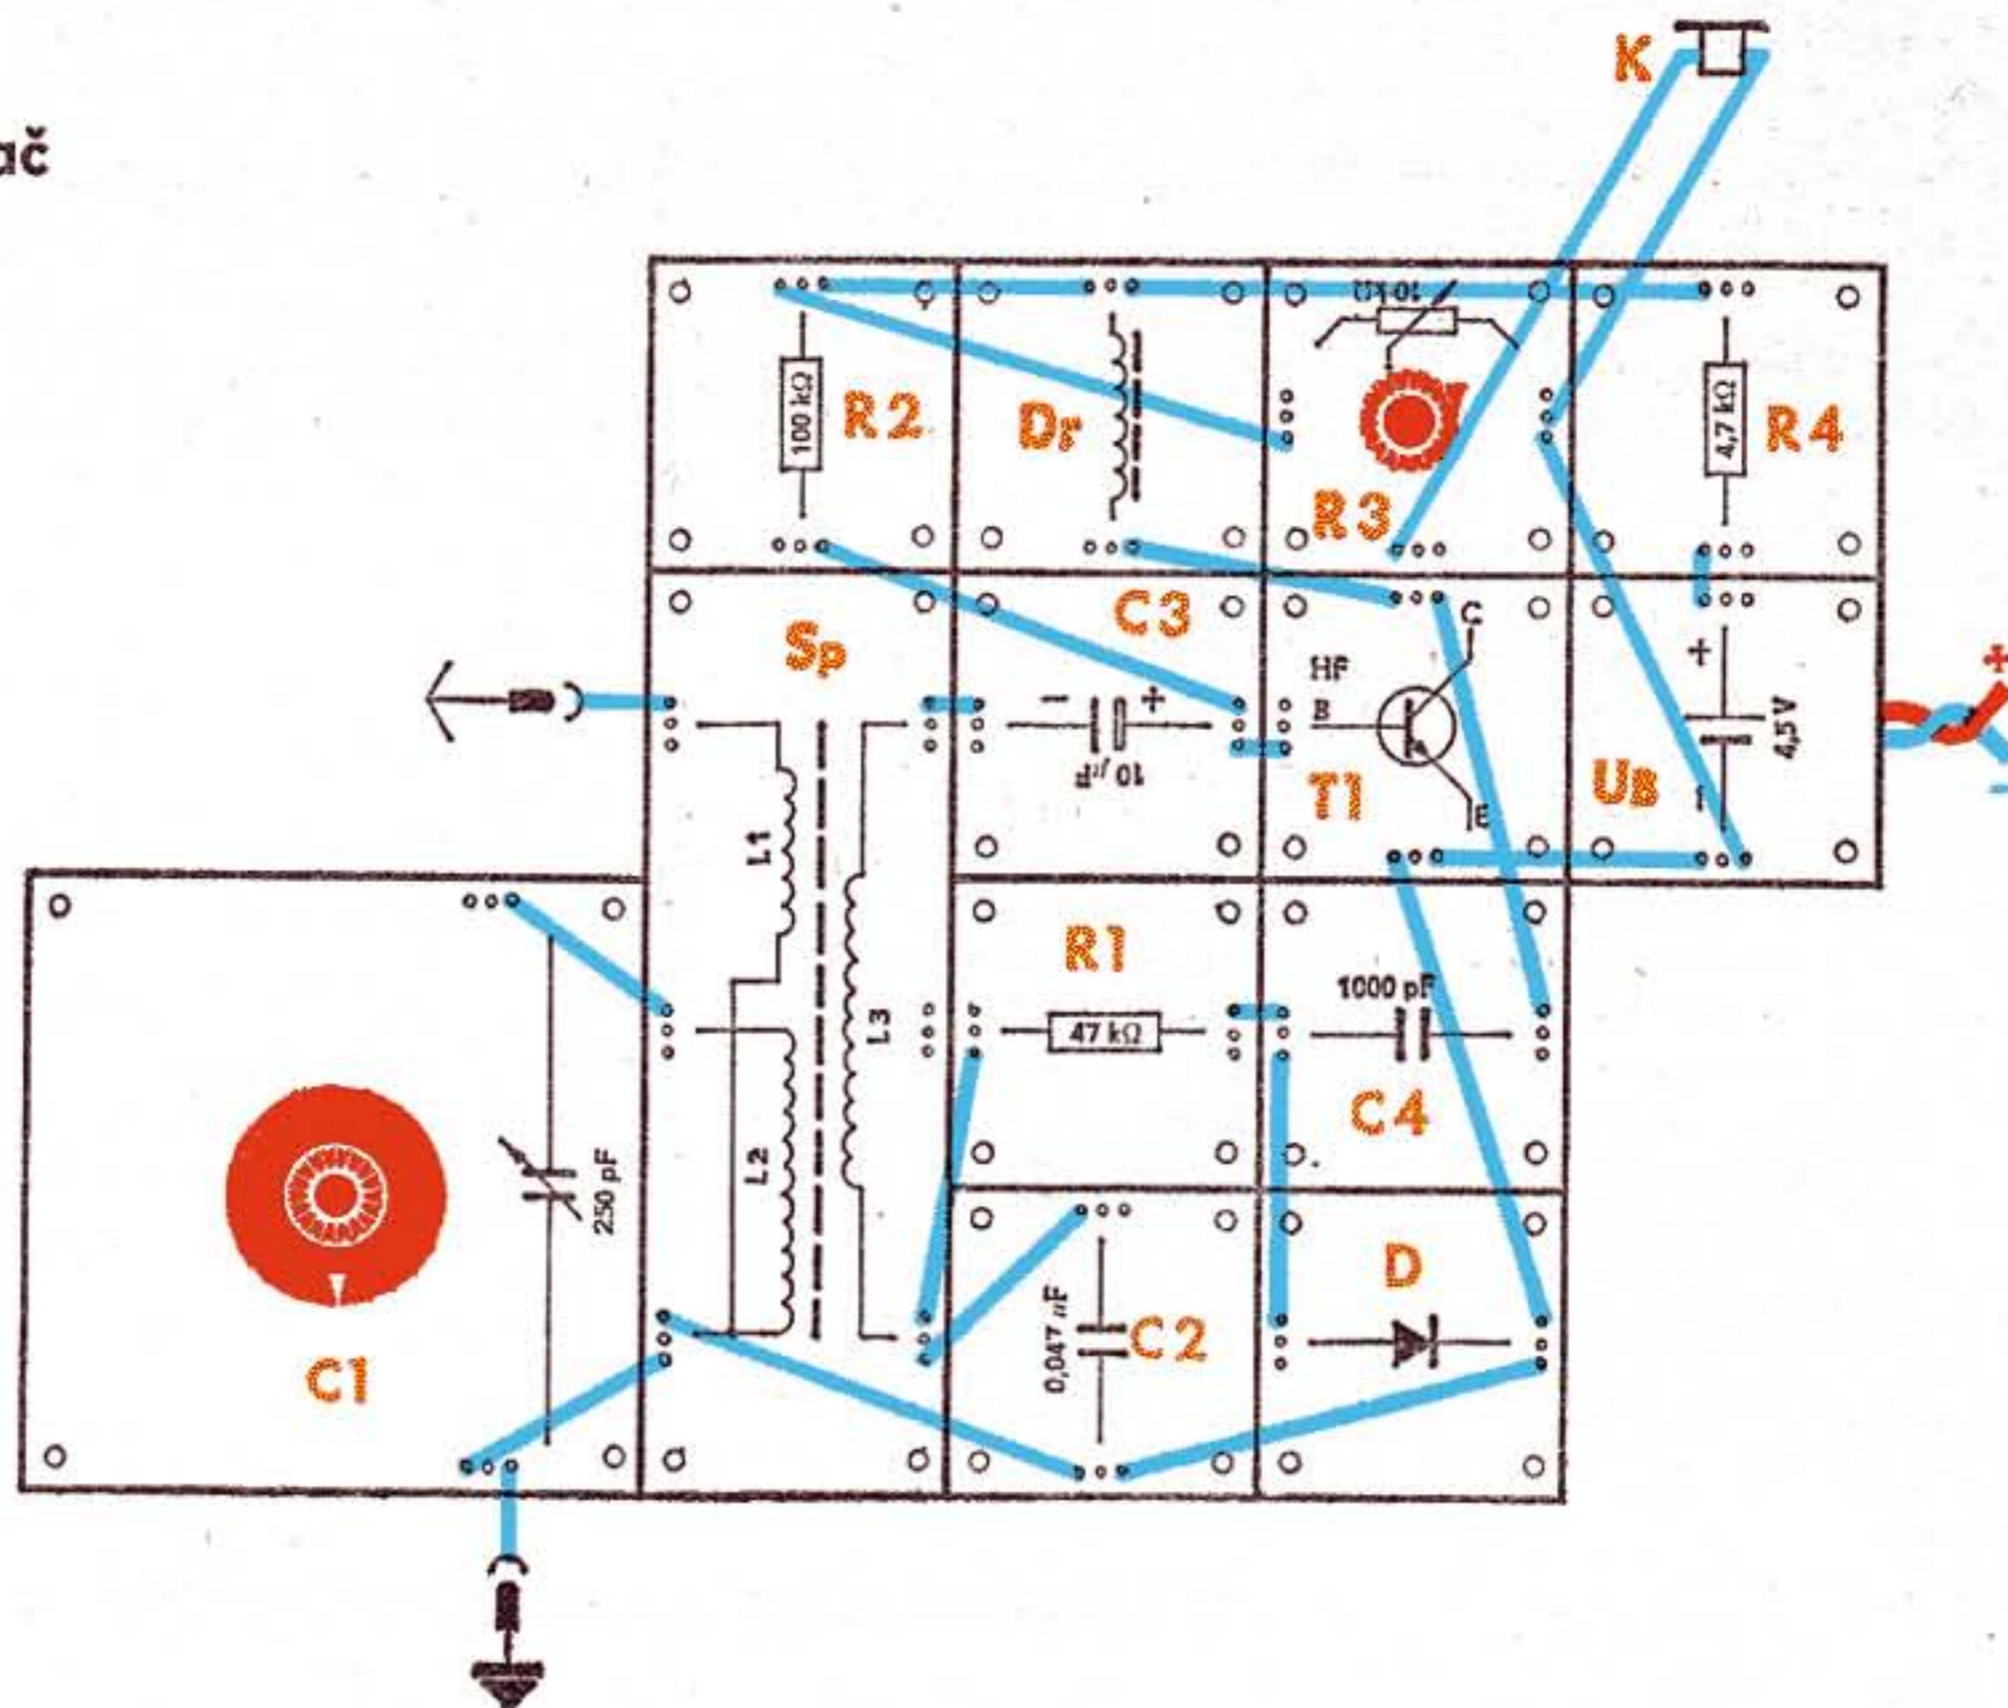 ač
K
10 kΩ
100 kΩ
R2
Dr
R3
4,7 kΩ
R4
Sp
C3
C
HF
B
- +
10 µF
T1
E
UB
+
-
4,5 V
+
-
L1
R1
47 kΩ
1000 pF
C4
L3
L2
C1
250 pF
0,047 µF
C2
D